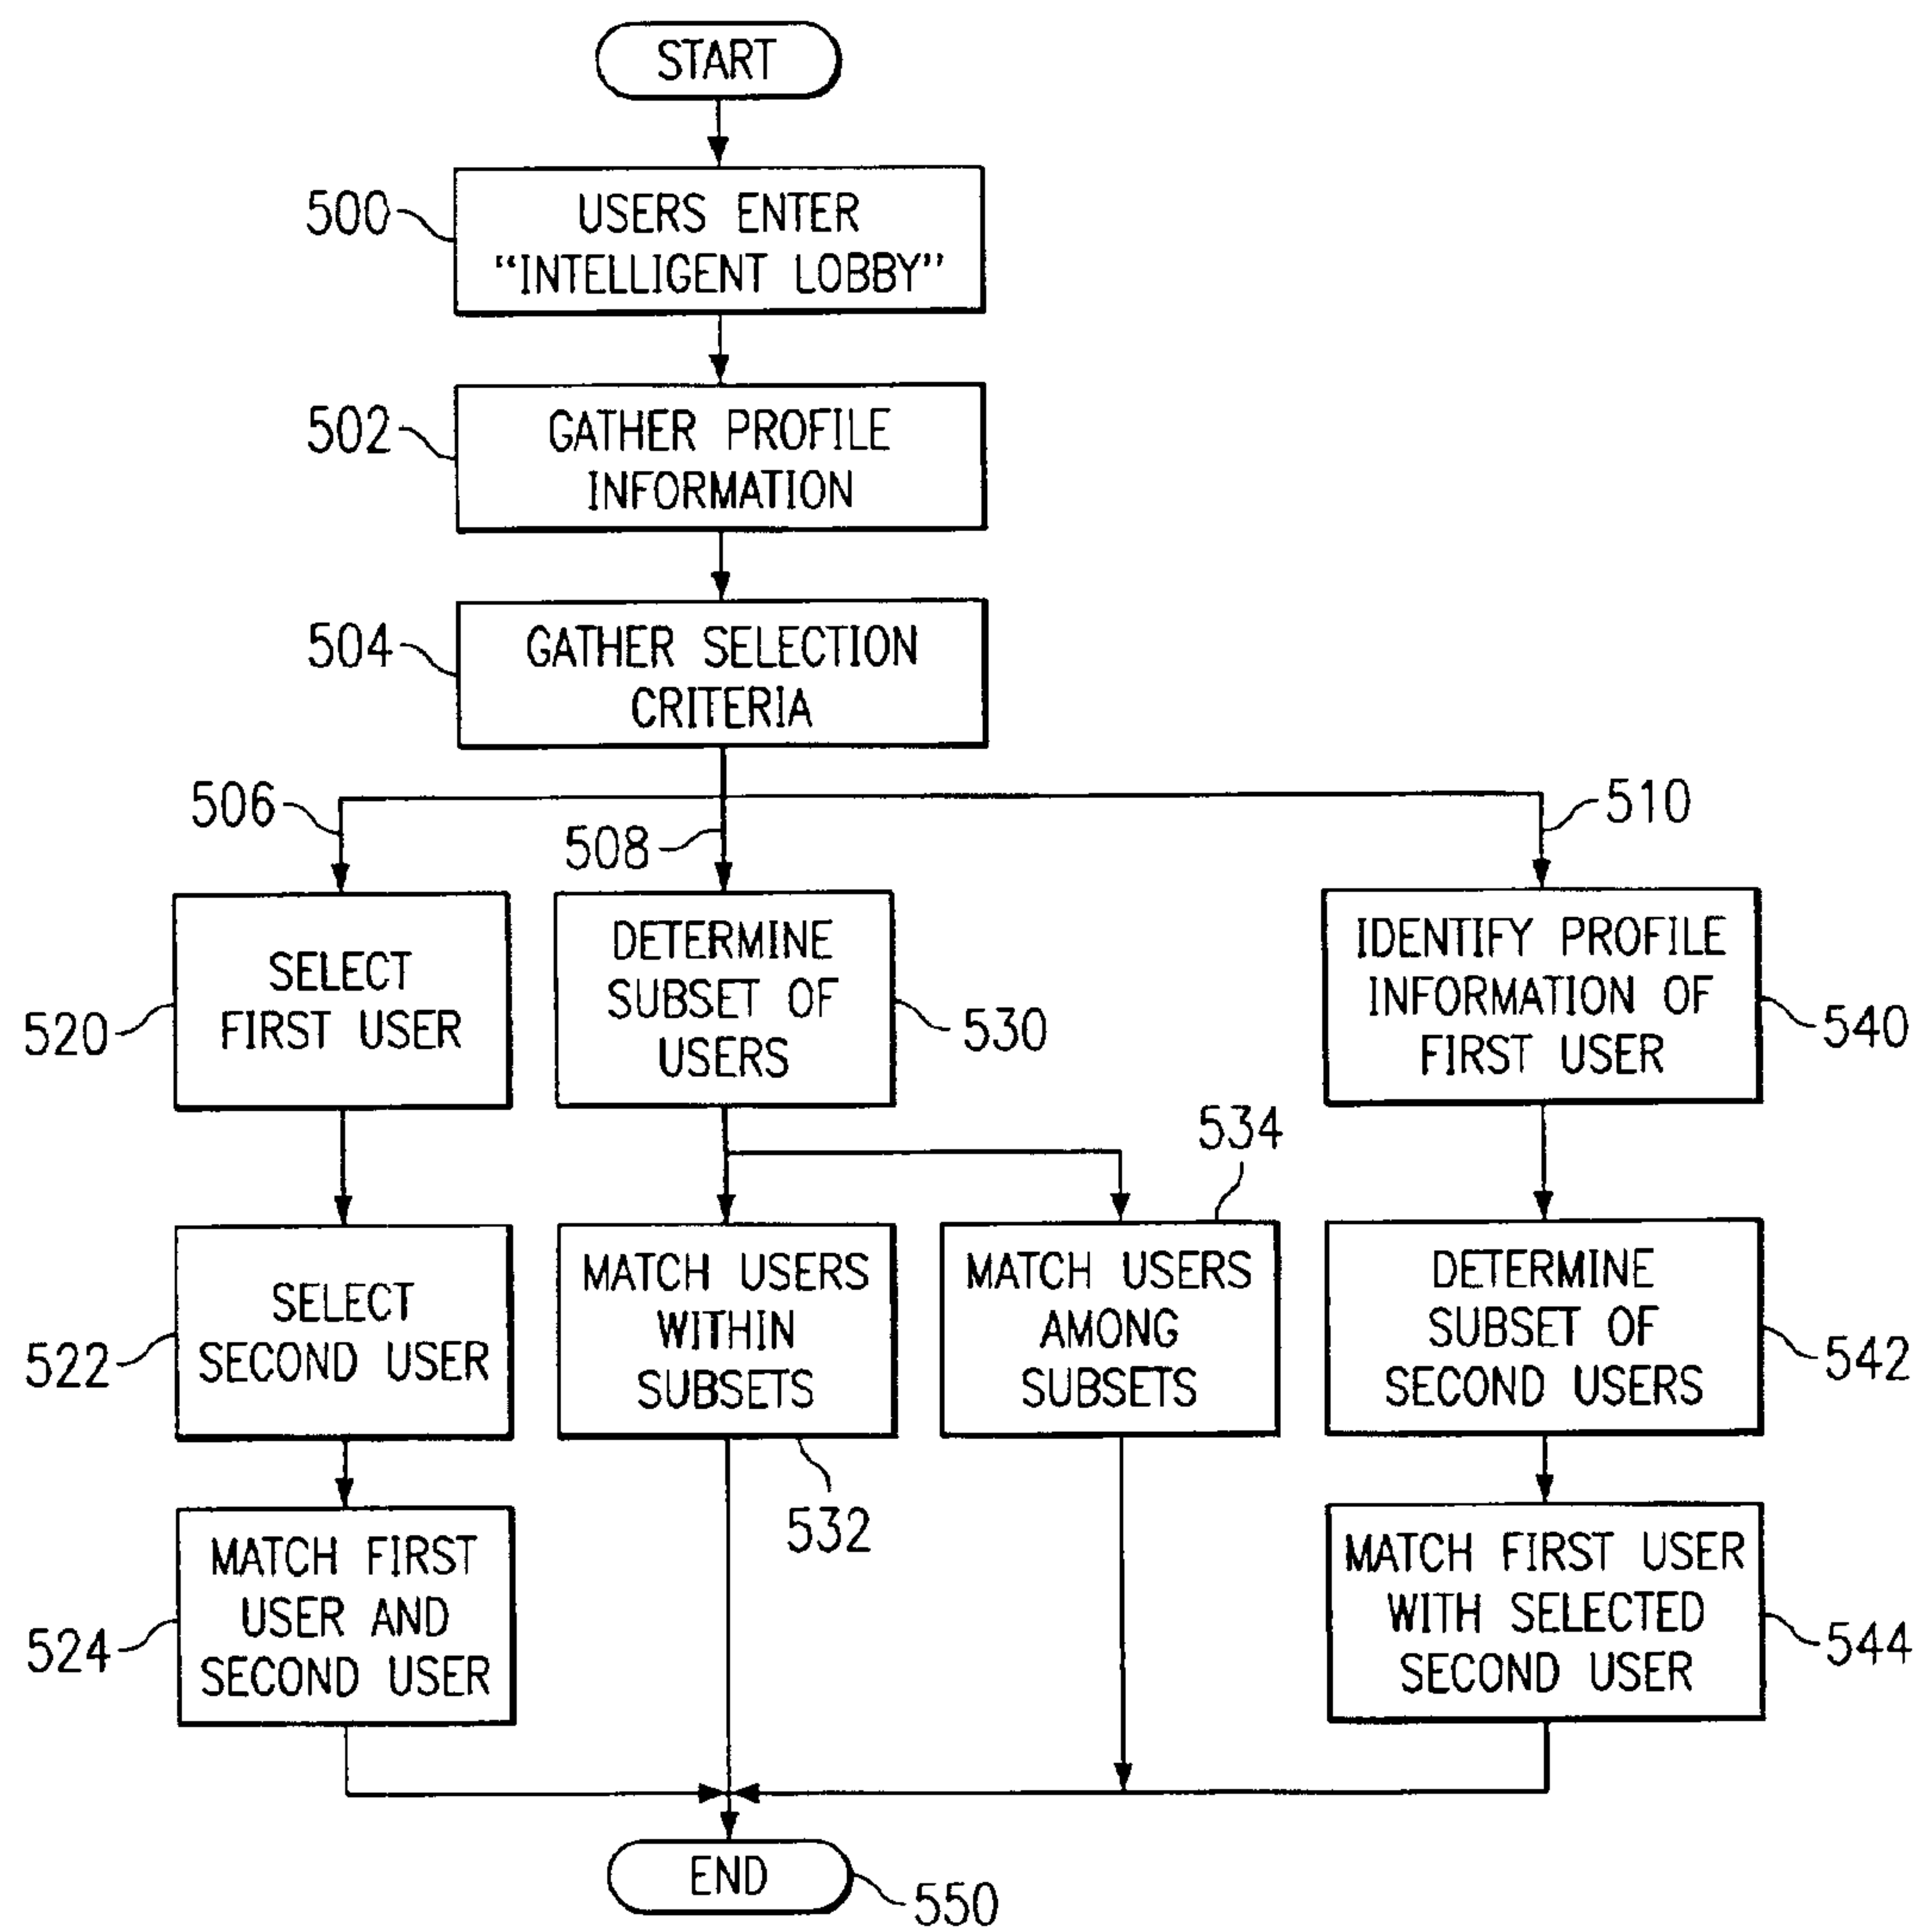 START
500
USERS ENTER
“INTELLIGENT LOBBY”
502
GATHER PROFILE
INFORMATION
504
GATHER SELECTION
CRITERIA
506
508
510
SELECT
FIRST USER
520
DETERMINE
SUBSET OF
USERS
530
IDENTIFY PROFILE
INFORMATION OF
FIRST USER
540
534
SELECT
SECOND USER
522
MATCH USERS
WITHIN
SUBSETS
532
MATCH USERS
AMONG
SUBSETS
DETERMINE
SUBSET OF
SECOND USERS
542
MATCH FIRST
USER AND
SECOND USER
524
MATCH FIRST USER
WITH SELECTED
SECOND USER
544
END
550